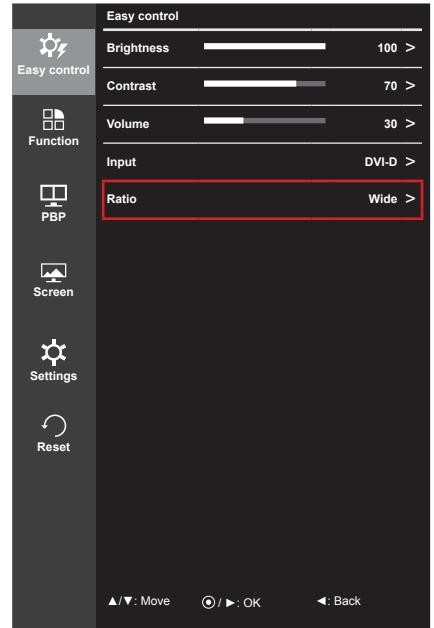 Easy control
Easy control
Function
PBP
Screen
Settings
Reset
Brightness 100 >
Contrast 70 >
Volume 30 >
Input DVI-D >
Ratio Wide >
▲/▼: Move ⦿ / ►: OK ◄: Back